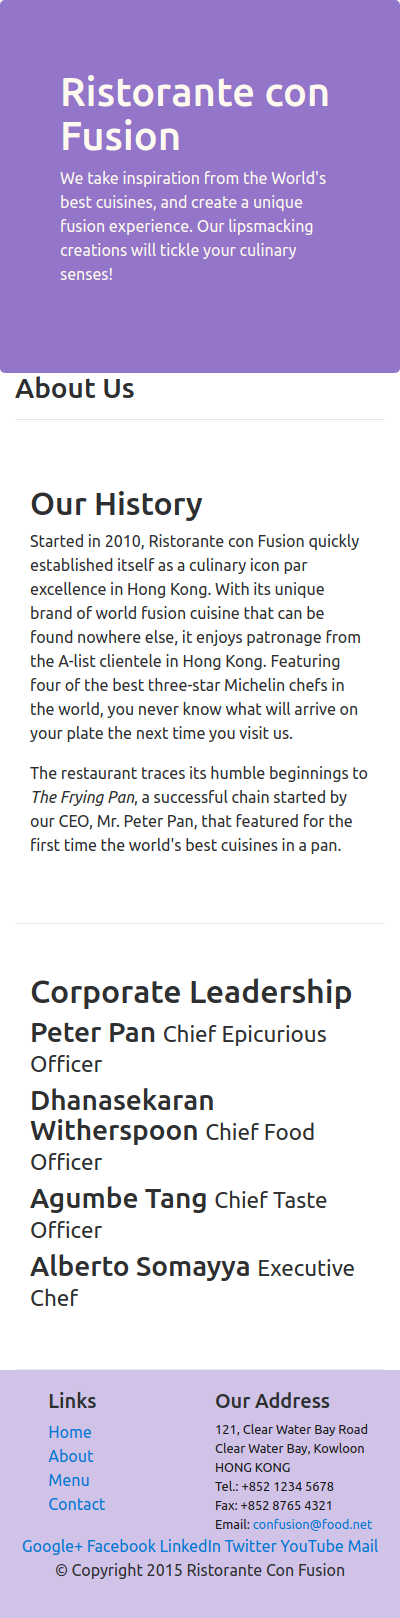 Ristorante con
Fusion
We take inspiration from the World's
best cuisines, and create a unique
fusion experience. Our lipsmacking
creations will tickle your culinary
senses!
About Us
Our History
Started in 2010, Ristorante con Fusion quickly
established itself as a culinary icon par
excellence in Hong Kong. With its unique
brand of world fusion cuisine that can be
found nowhere else, it enjoys patronage from
the A-list clientele in Hong Kong. Featuring
four of the best three-star Michelin chefs in
the world, you never know what will arrive on
your plate the next time you visit us.
The restaurant traces its humble beginnings to
The Frying Pan, a successful chain started by
our CEO, Mr. Peter Pan, that featured for the
first time the world's best cuisines in a pan.
Corporate Leadership
Peter Pan Chief Epicurious
Officer
Dhanasekaran
Witherspoon Chief Food
Officer
Agumbe Tang Chief Taste
Officer
Alberto Somayya Executive
Chef
Links
Home
About
Menu
Contact
Our Address
121, Clear Water Bay Road
Clear Water Bay, Kowloon
HONG KONG
Tel.: +852 1234 5678
Fax: +852 8765 4321
Email: confusion@food.net
Google+ Facebook LinkedIn Twitter YouTube Mail
© Copyright 2015 Ristorante Con Fusion